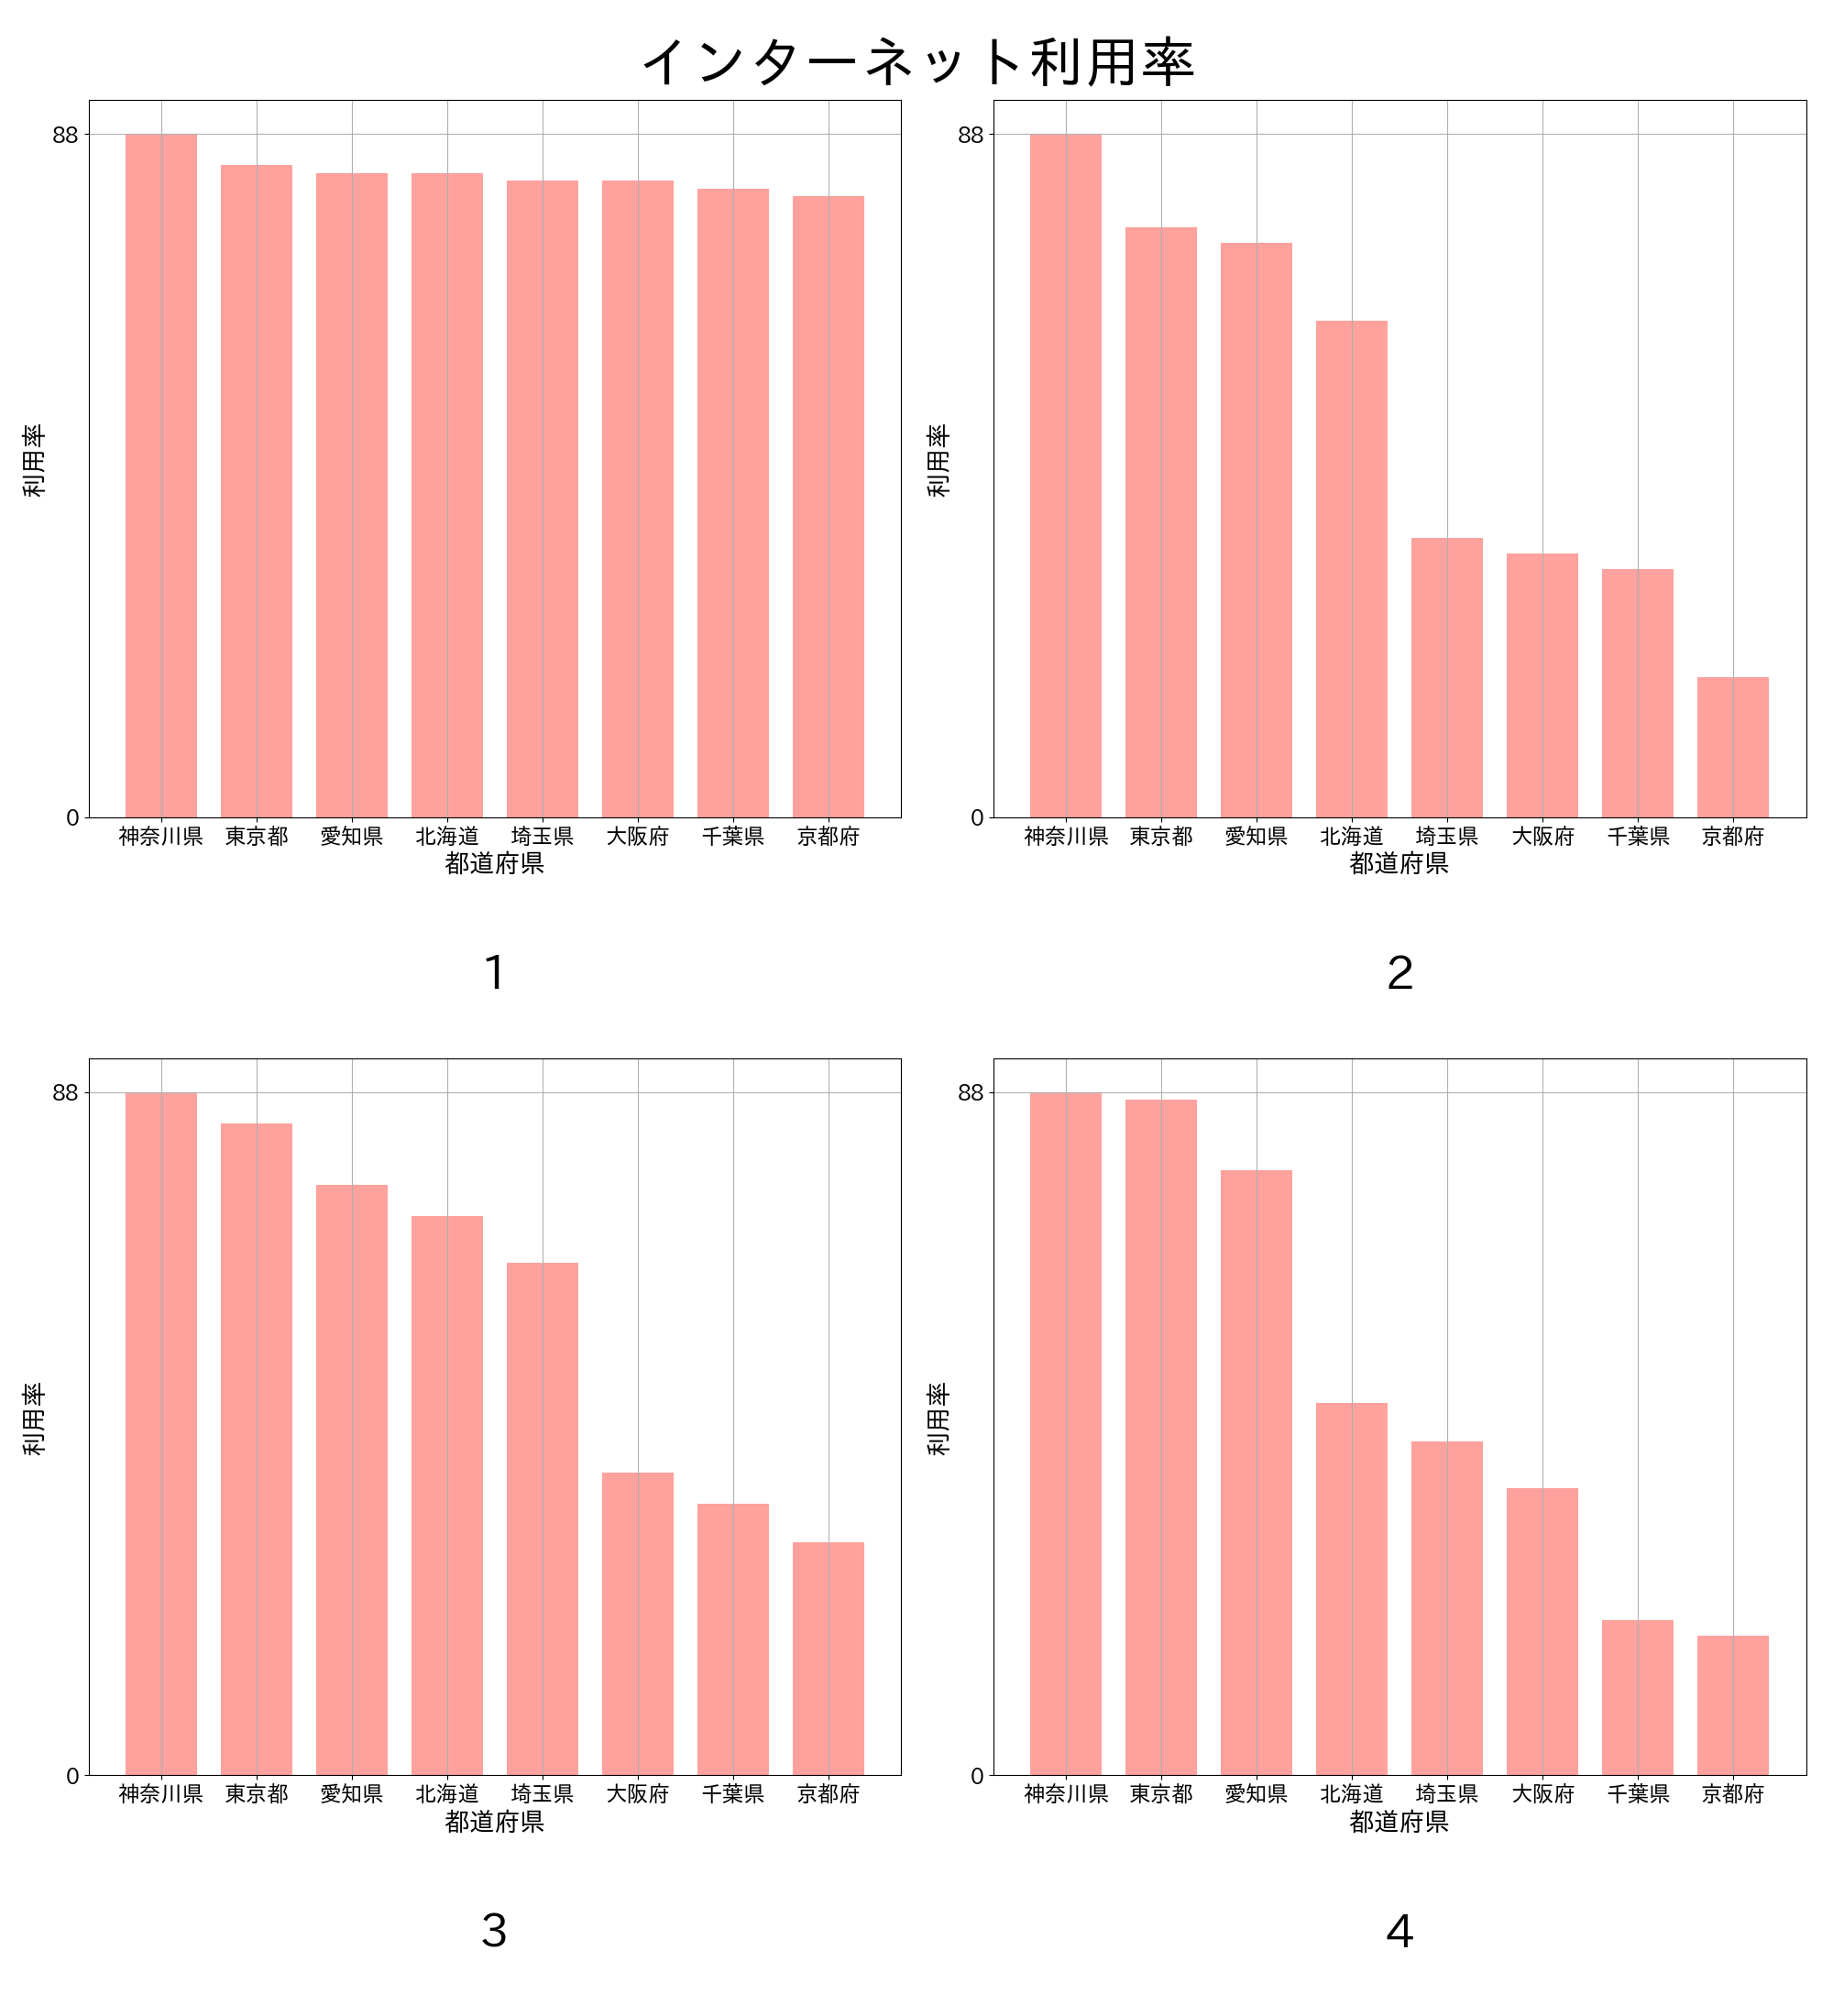 インターネット利用率
88
0
利用率
神奈川県 東京都 愛知県 北海道 埼玉県 大阪府 千葉県 京都府
都道府県
1
88
0
利用率
神奈川県 東京都 愛知県 北海道 埼玉県 大阪府 千葉県 京都府
都道府県
2
88
0
利用率
神奈川県 東京都 愛知県 北海道 埼玉県 大阪府 千葉県 京都府
都道府県
3
88
0
利用率
神奈川県 東京都 愛知県 北海道 埼玉県 大阪府 千葉県 京都府
都道府県
4